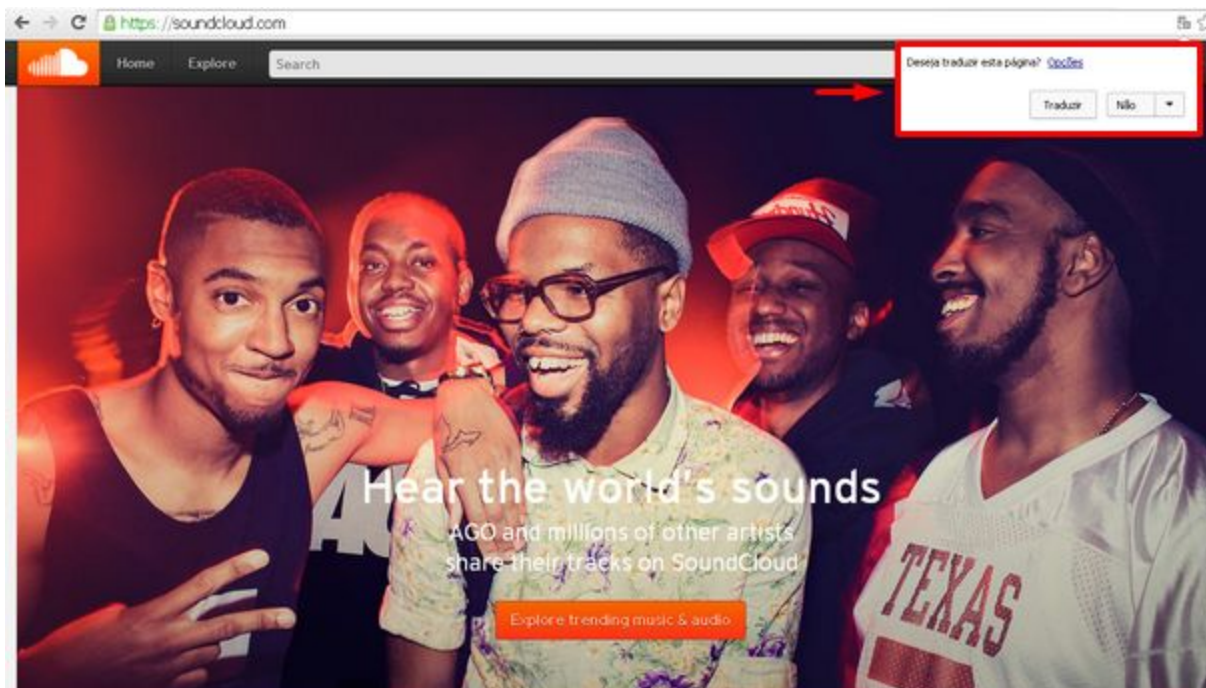 https://soundcloud.com
Home Explore Search
Deseja traduzir esta página? Opções
Traduzir Não
Hear the world's sounds
AGO and millions of other artists
share their tracks on SoundCloud
TEXAS
Explore trending music & audio